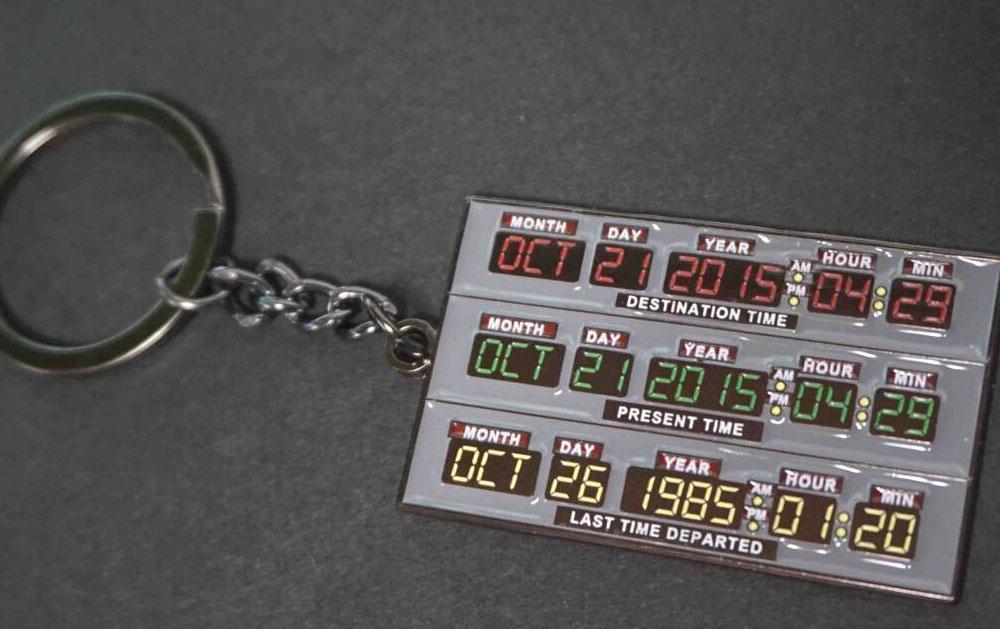 MONTH DAY YEAR AM HOUR MIN
OCT 21 2015 PM 04 29
DESTINATION TIME
MONTH DAY YEAR AM HOUR MIN
OCT 21 2015 PM 04 29
PRESENT TIME
MONTH DAY YEAR AM HOUR MIN
OCT 26 1985 PM 01 20
LAST TIME DEPARTED